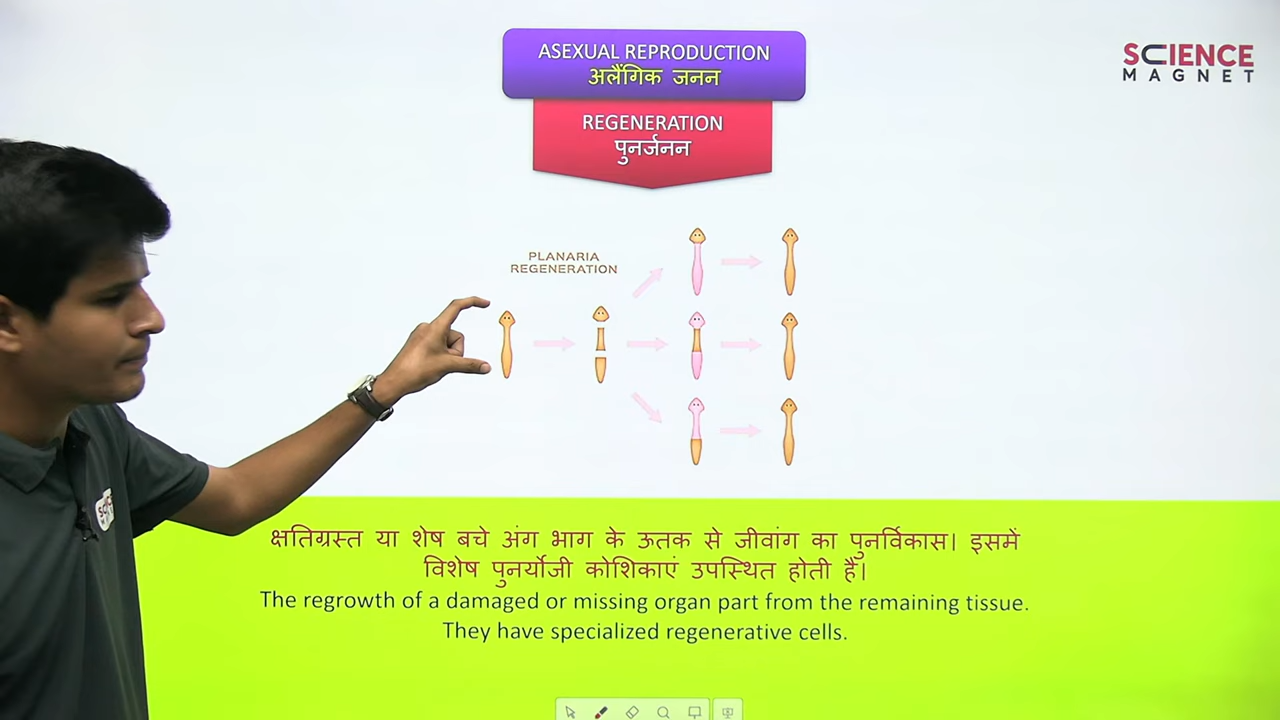 ASEXUAL REPRODUCTION
अलैंगिक जनन
SCIENCE
MAGNET
REGENERATION
पुनर्जनन
PLANARIA
REGENERATION
क्षतिग्रस्त या शेष बचे अंग भाग के ऊतक से जीवांग का पुनर्विकास। इसमें
विशेष पुनर्योजी कोशिकाएं उपस्थित होती हैं।
The regrowth of a damaged or missing organ part from the remaining tissue.
They have specialized regenerative cells.